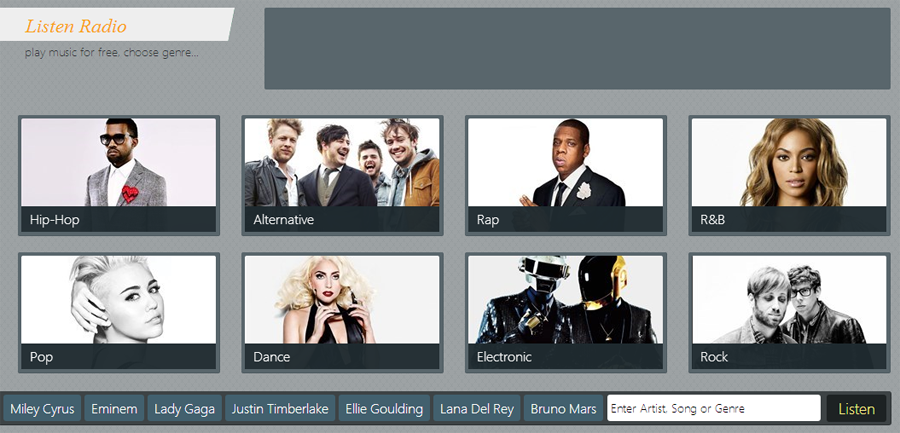 Listen Radio
play music for free, choose genre...
Hip-Hop
Alternative
Rap
R&B
Pop
Dance
Electronic
Rock
Miley Cyrus Eminem Lady Gaga Justin Timberlake Ellie Goulding Lana Del Rey Bruno Mars Enter Artist, Song or Genre Listen